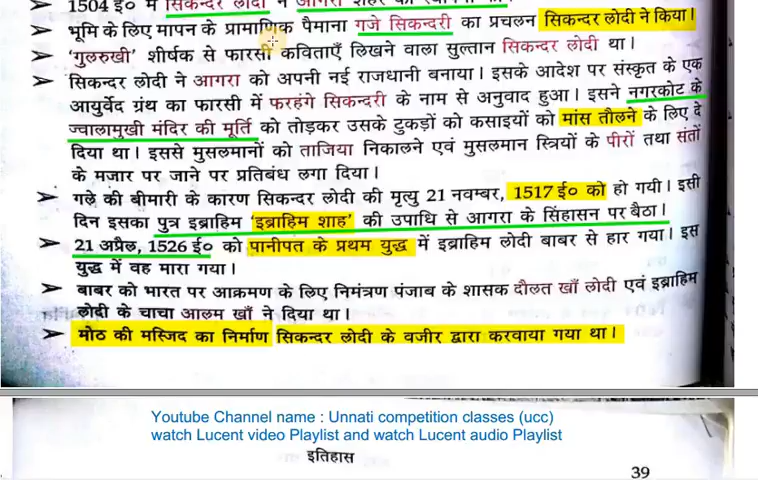 1504 ई० में सिकन्दर लोदी ने आगरा शहर की स्थापना की
➤ भूमि के लिए मापन के प्रामाणिक पैमाना गजे सिकन्दरी का प्रचलन सिकन्दर लोदी ने किया।
➤ 'गुलरुखी' शीर्षक से फारसी कविताएँ लिखने वाला सुल्तान सिकन्दर लोदी था।
➤ सिकन्दर लोदी ने आगरा को अपनी नई राजधानी बनाया। इसके आदेश पर संस्कृत के एक
आयुर्वेद ग्रंथ का फारसी में फरहंगे सिकन्दरी के नाम से अनुवाद हुआ। इसने नगरकोट के
ज्वालामुखी मंदिर की मूर्ति को तोड़कर उसके टुकड़ों को कसाइयों को मांस तौलने के लिए दे
दिया था। इससे मुसलमानों को ताजिया निकालने एवं मुसलमान स्त्रियों के पीरों तथा संतों
के मजार पर जाने पर प्रतिबंध लगा दिया।
➤ गले की बीमारी के कारण सिकन्दर लोदी की मृत्यु 21 नवम्बर, 1517 ई० को हो गयी। इसी
दिन इसका पुत्र इब्राहिम 'इब्राहिम शाह' की उपाधि से आगरा के सिंहासन पर बैठा।
➤ 21 अप्रैल, 1526 ई० को पानीपत के प्रथम युद्ध में इब्राहिम लोदी बाबर से हार गया। इस
युद्ध में वह मारा गया।
➤ बाबर को भारत पर आक्रमण के लिए निमंत्रण पंजाब के शासक दौलत खाँ लोदी एवं इब्राहिम
लोदी के चाचा आलम खाँ ने दिया था।
➤ मोठ की मस्जिद का निर्माण सिकन्दर लोदी के वजीर द्वारा करवाया गया था।
Youtube Channel name : Unnati competition classes (ucc)
watch Lucent video Playlist and watch Lucent audio Playlist
इतिहास
39